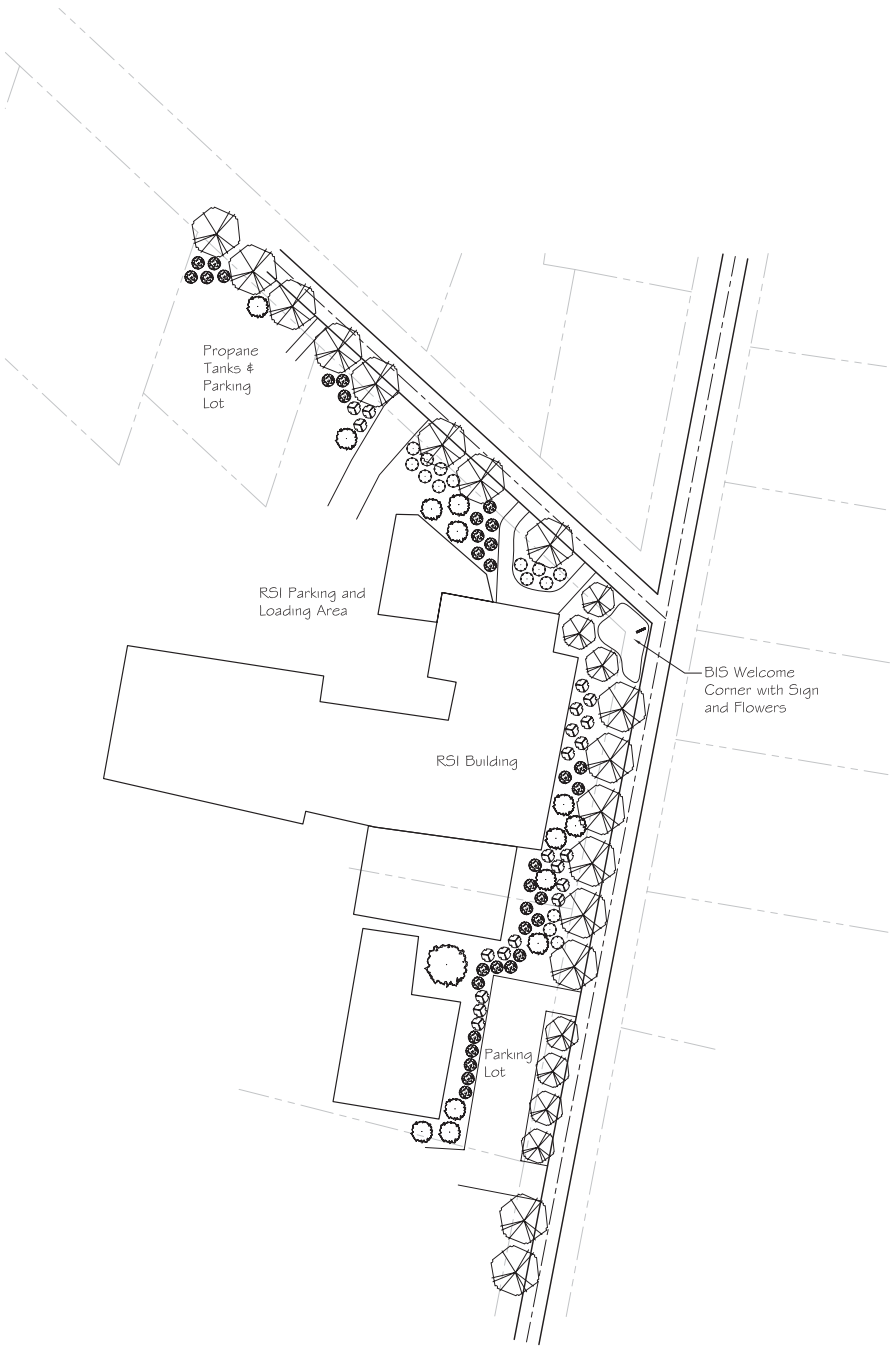 Propane
Tanks &
Parking
Lot
RSI Parking and
Loading Area
BIS Welcome
Corner with Sign
and Flowers
RSI Building
Parking
Lot